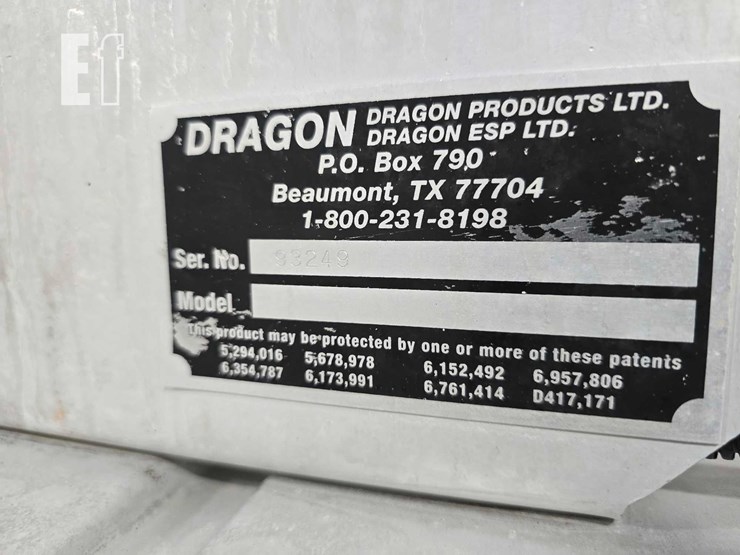 Ef
DRAGON DRAGON PRODUCTS LTD.
DRAGON ESP LTD.
P.O. Box 790
Beaumont, TX 77704
1-800-231-8198
Ser. No. 93249
Model
This product may be protected by one or more of these patents
5,294,016 5,678,978 6,152,492 6,957,806
6,354,787 6,173,991 6,761,414 D417,171